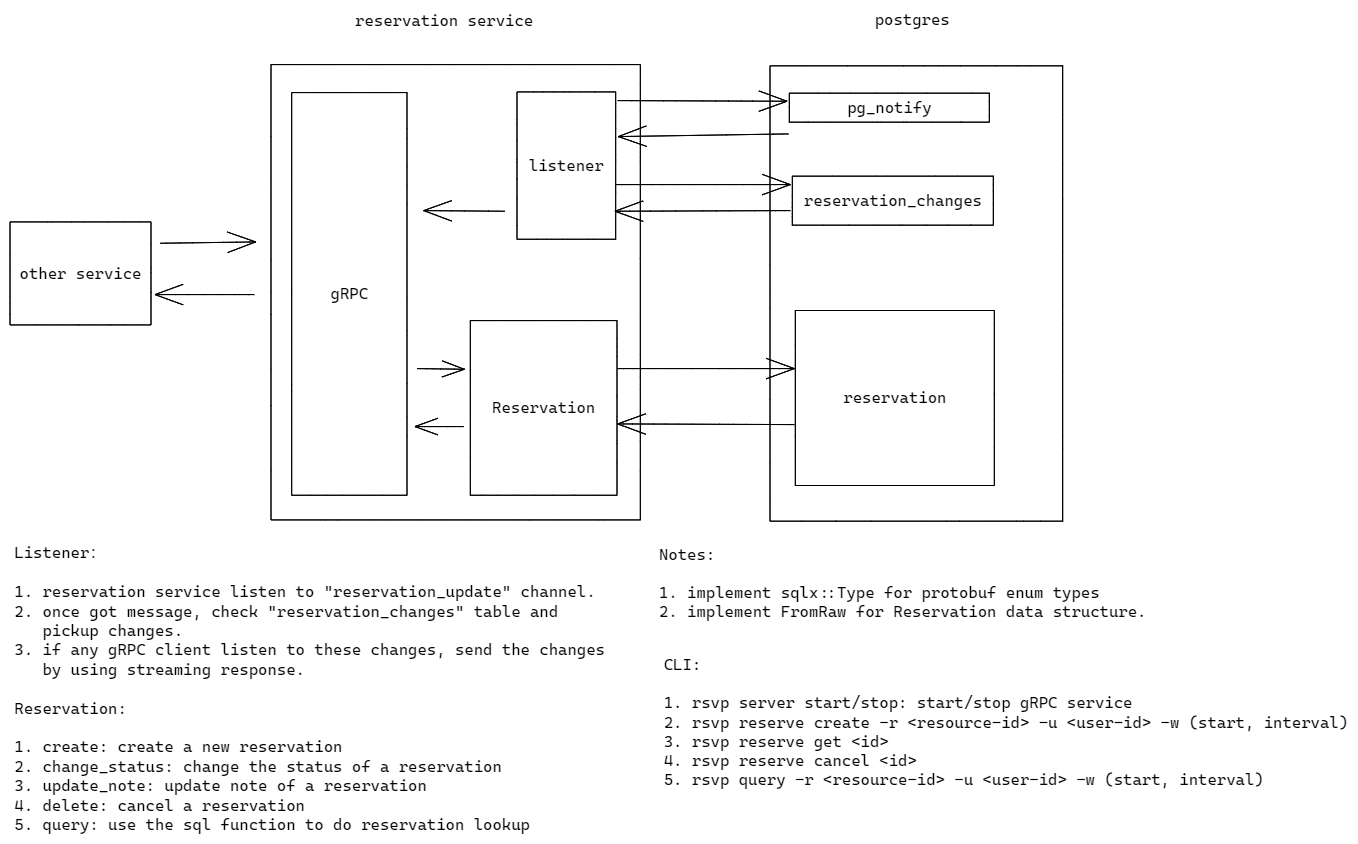 reservation service
postgres
pg_notify
listener
reservation_changes
other service
gRPC
Reservation
reservation
Listener:
1. reservation service listen to "reservation_update" channel.
2. once got message, check "reservation_changes" table and
pickup changes.
3. if any gRPC client listen to these changes, send the changes
by using streaming response.
Reservation:
1. create: create a new reservation
2. change_status: change the status of a reservation
3. update_note: update note of a reservation
4. delete: cancel a reservation
5. query: use the sql function to do reservation lookup
Notes:
1. implement sqlx::Type for protobuf enum types
2. implement FromRaw for Reservation data structure.
CLI:
1. rsvp server start/stop: start/stop gRPC service
2. rsvp reserve create -r <resource-id> -u <user-id> -w (start, interval)
3. rsvp reserve get <id>
4. rsvp reserve cancel <id>
5. rsvp query -r <resource-id> -u <user-id> -w (start, interval)